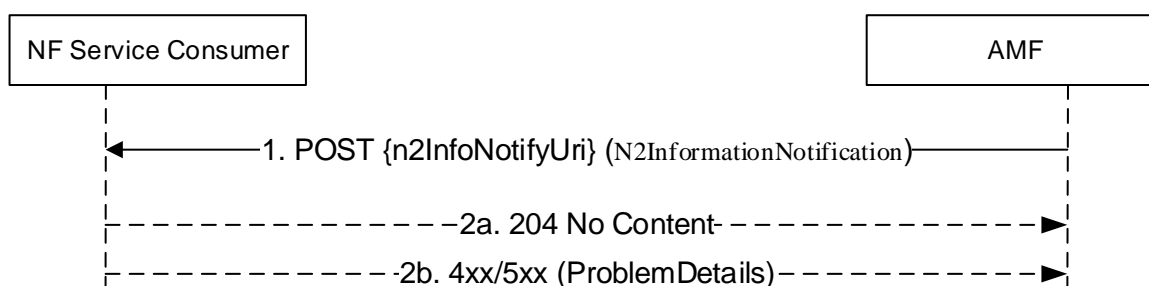 NF Service Consumer
AMF
1. POST {n2InfoNotifyUri} (N2InformationNotification)
2a. 204 No Content
2b. 4xx/5xx (ProblemDetails)